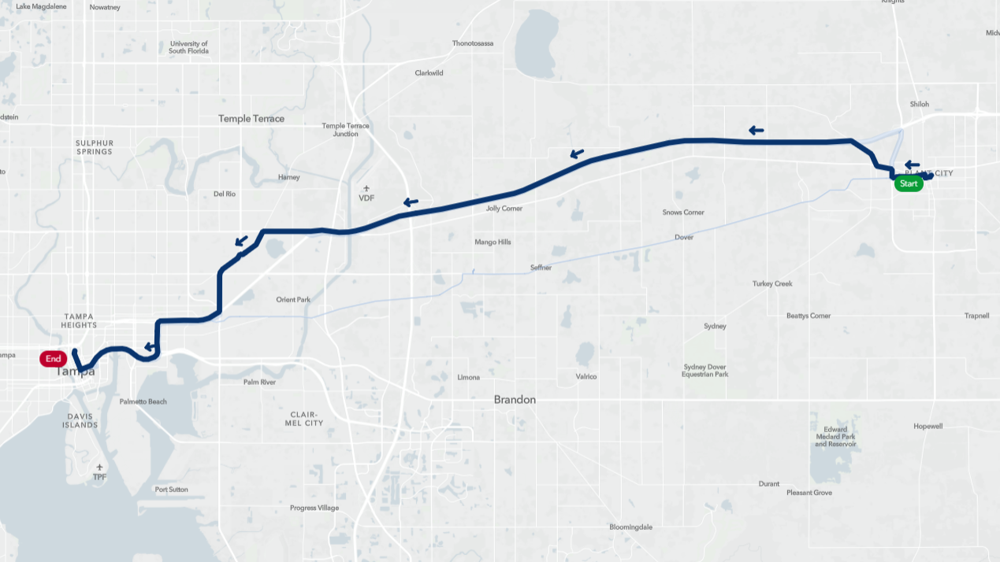 Lake Magdalene
Nowatney
Knights
University of
South Florida
Thonotosassa
Clarkwild
Shiloh
Temple Terrace
Temple Terrace
Junction
SULPHUR
SPRINGS
PLANT CITY
Start
Harney
Del Rio
VDF
Jolly Corner
Snows Corner
Dover
Mango Hills
Seffner
Turkey Creek
Orient Park
Beattys Corner
Trapnell
TAMPA
HEIGHTS
Sydney
End
Tampa
Sydney Dover
Equestrian Park
Palm River
Limona
Valrico
Palmetto Beach
Brandon
DAVIS
ISLANDS
CLAIR-
MEL CITY
Hopewell
Edward
Medard Park
and Reservoir
TPF
Port Sutton
Durant
Pleasant Grove
Progress Village
Bloomingdale